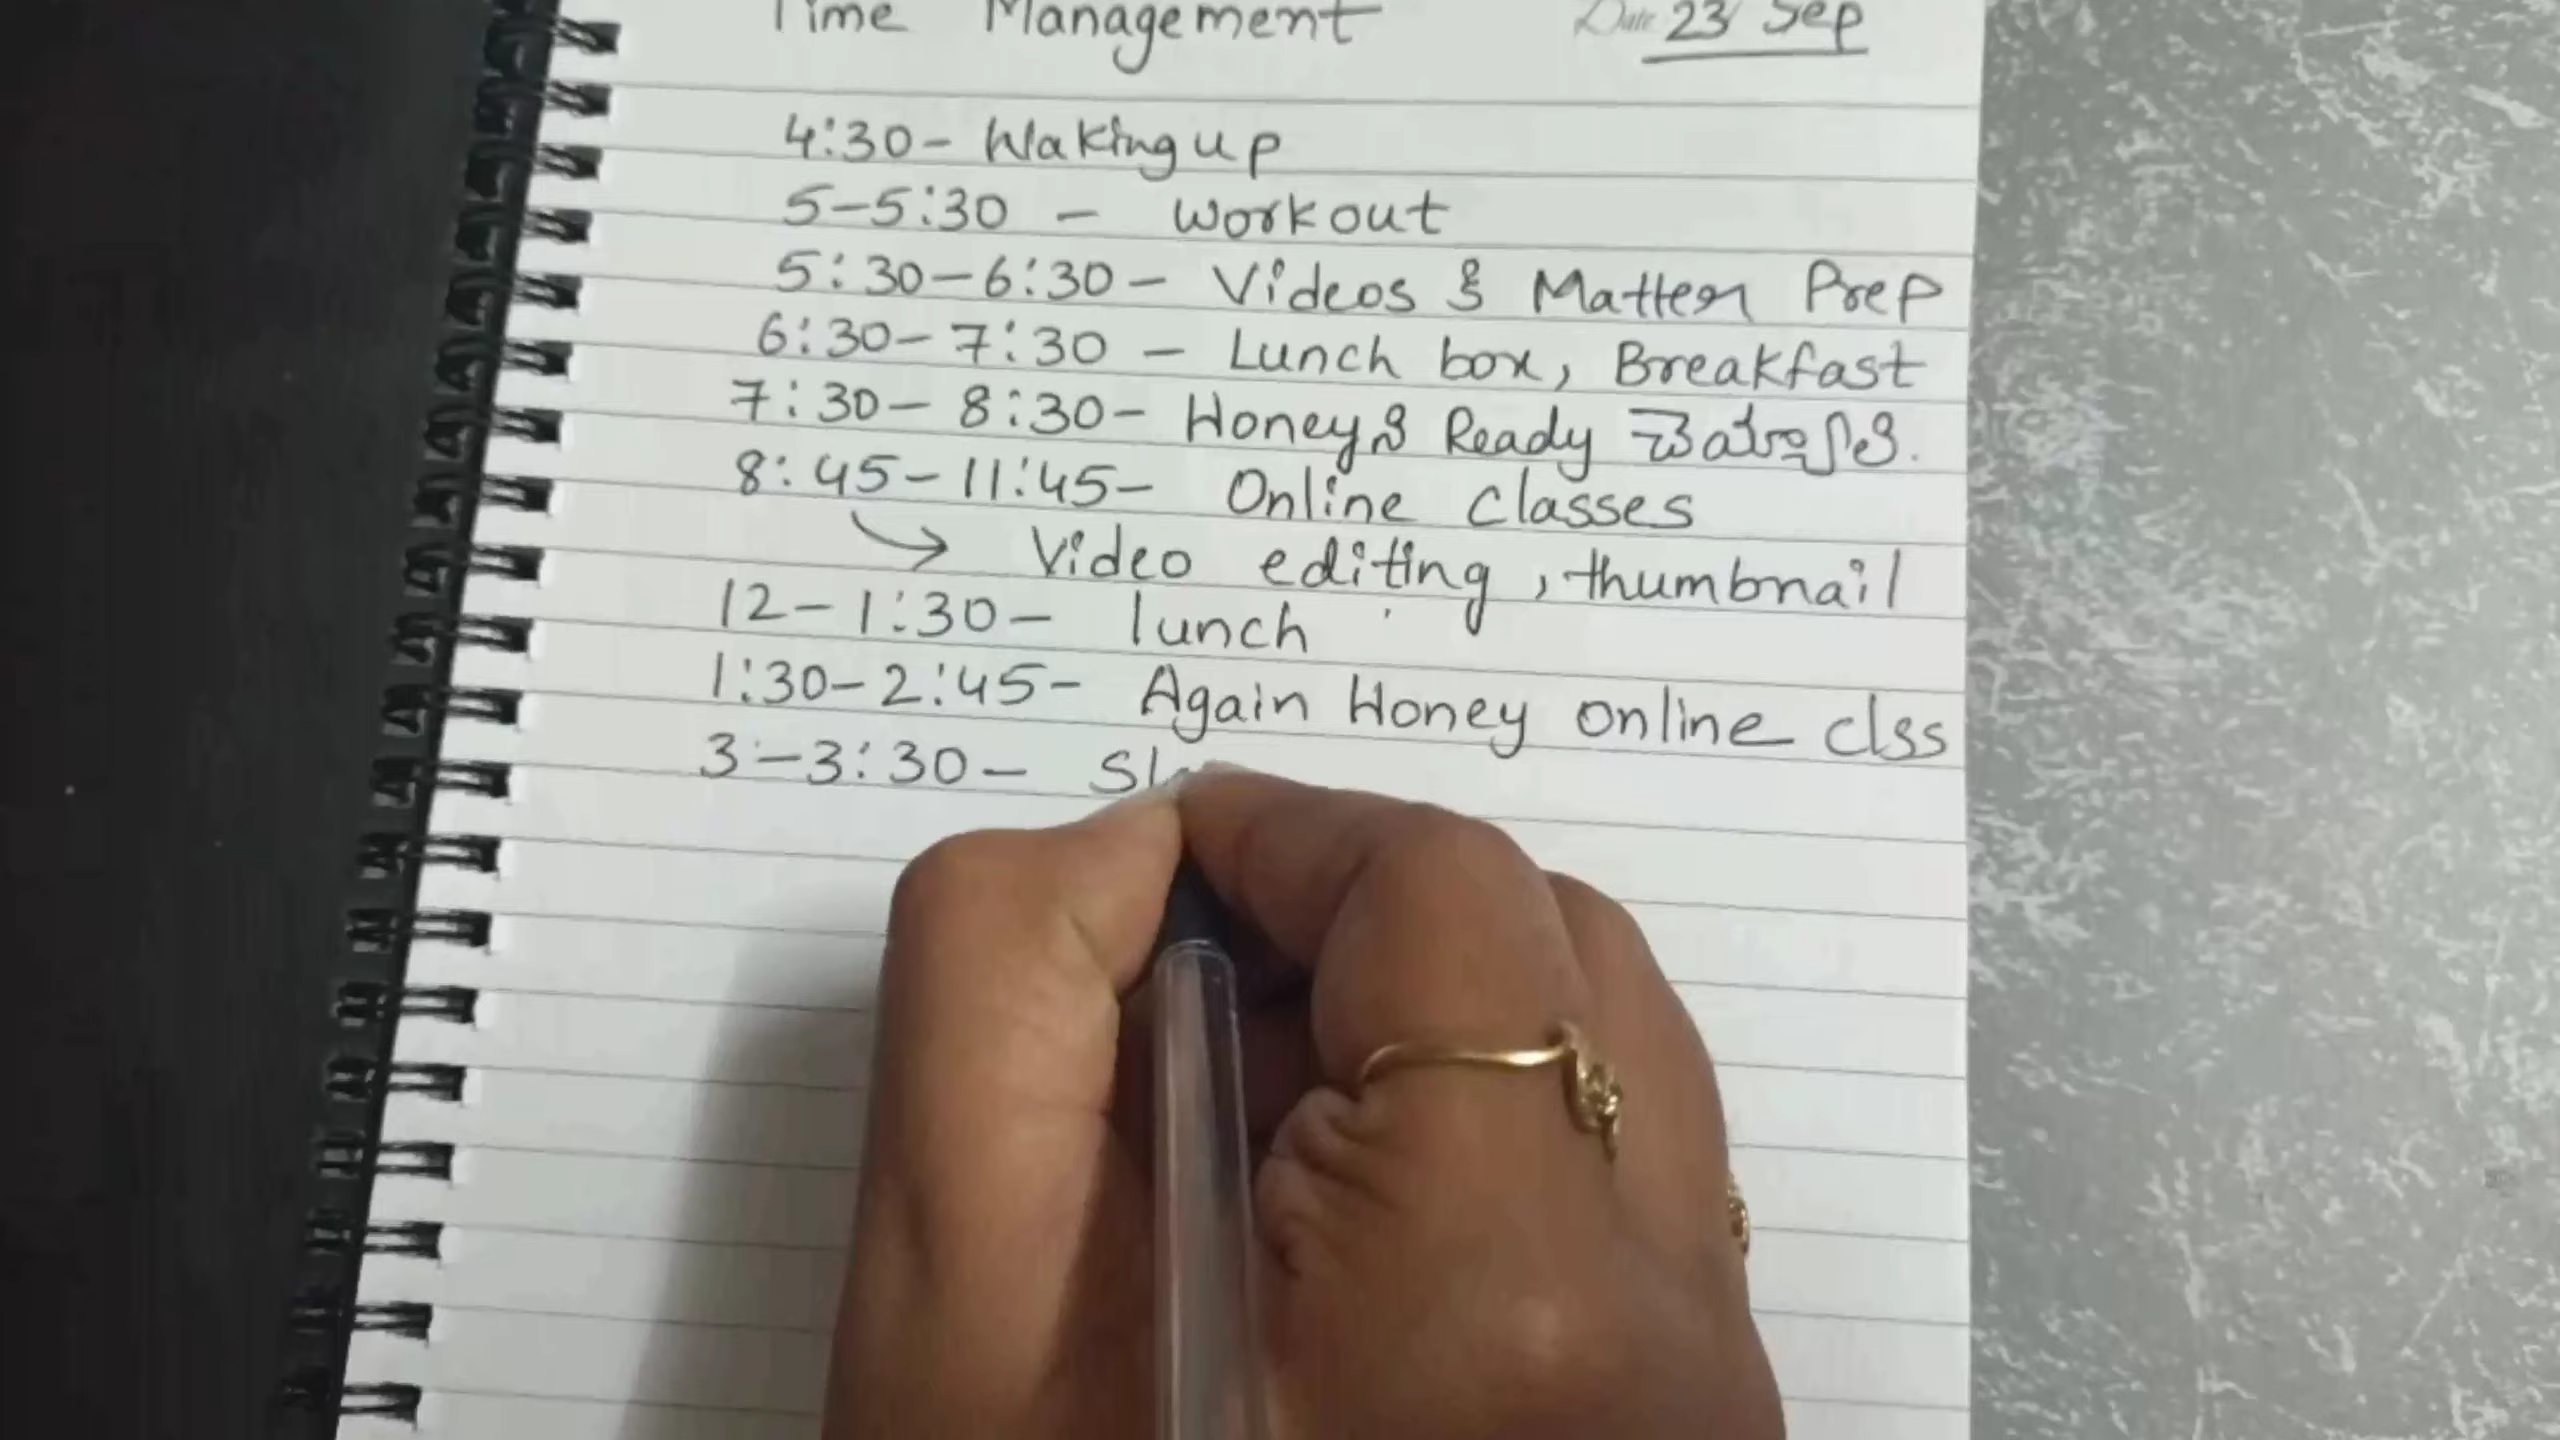 Time Management Date 23 Sep
4:30- Waking up
5-5:30 - Workout
5:30-6:30- Videos & Matter Prep
6:30-7:30 - Lunch box, Breakfast
7:30-8:30- Honeyని Ready
8:45-11:45- Online classes
→ Video editing, thumbnail
12-1:30- lunch
1:30-2:45- Again Honey online clss
3-3:30-